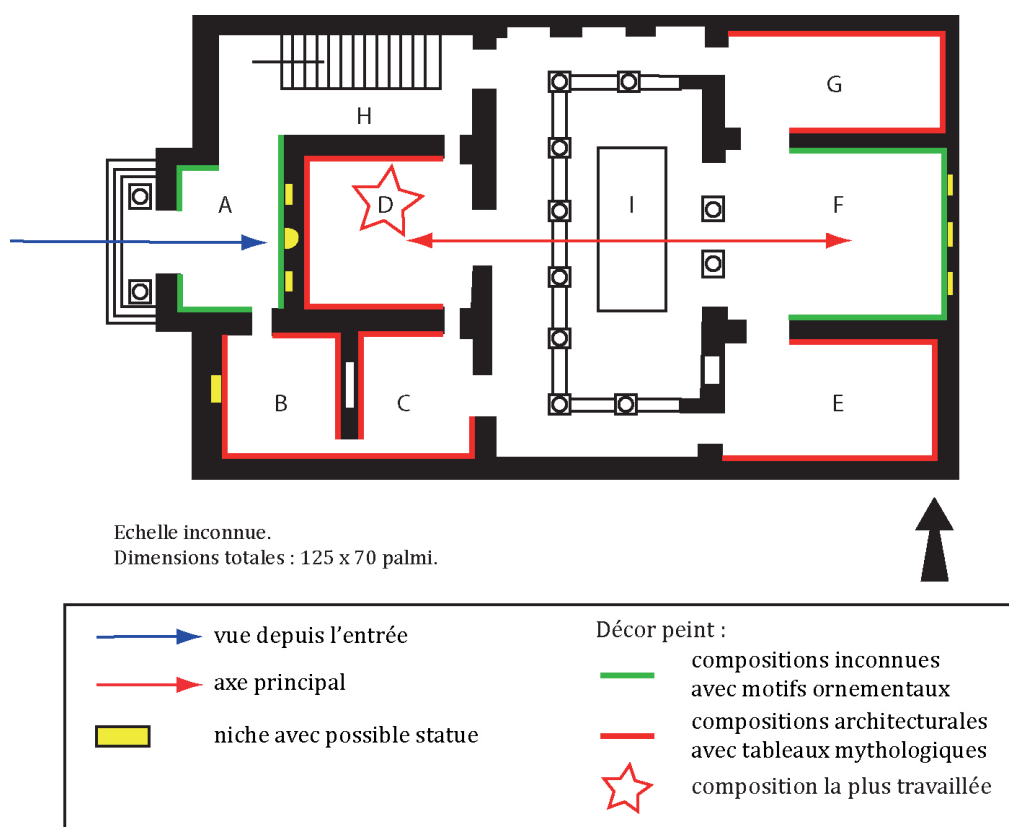 G
H
A
D
I
F
B
C
E
Echelle inconnue.
Dimensions totales : 125 x 70 palmi.
vue depuis l'entrée
axe principal
niche avec possible statue
Décor peint :
compositions inconnues
avec motifs ornementaux
compositions architecturales
avec tableaux mythologiques
composition la plus travaillée